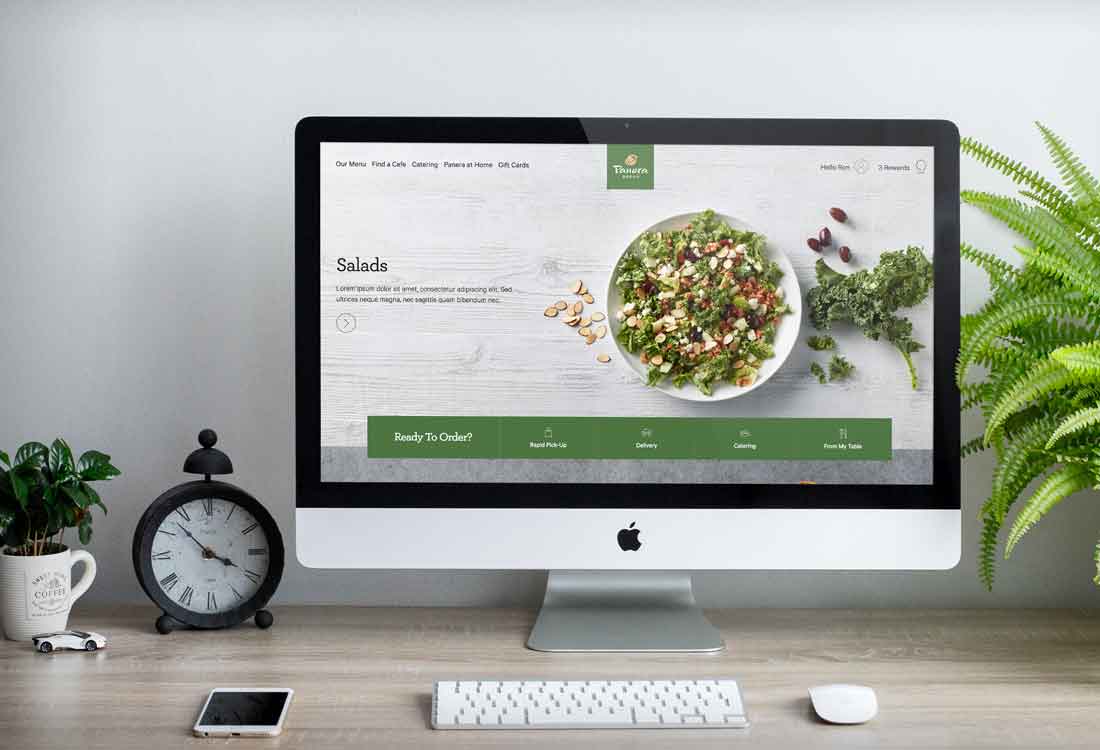 Our Menu Find a Cafe Catering Panera at Home Gift Cards
Panera
BREAD
Hello Ron
3 Rewards
Salads
Lorem ipsum dolor sit amet, consectetur adipiscing elit. Sed
ultrices neque magna, nec sagittis quam bibendum nec.
Ready To Order?
Rapid Pick-Up
Delivery
Catering
From My Table
SWEET HOME
COFFEE